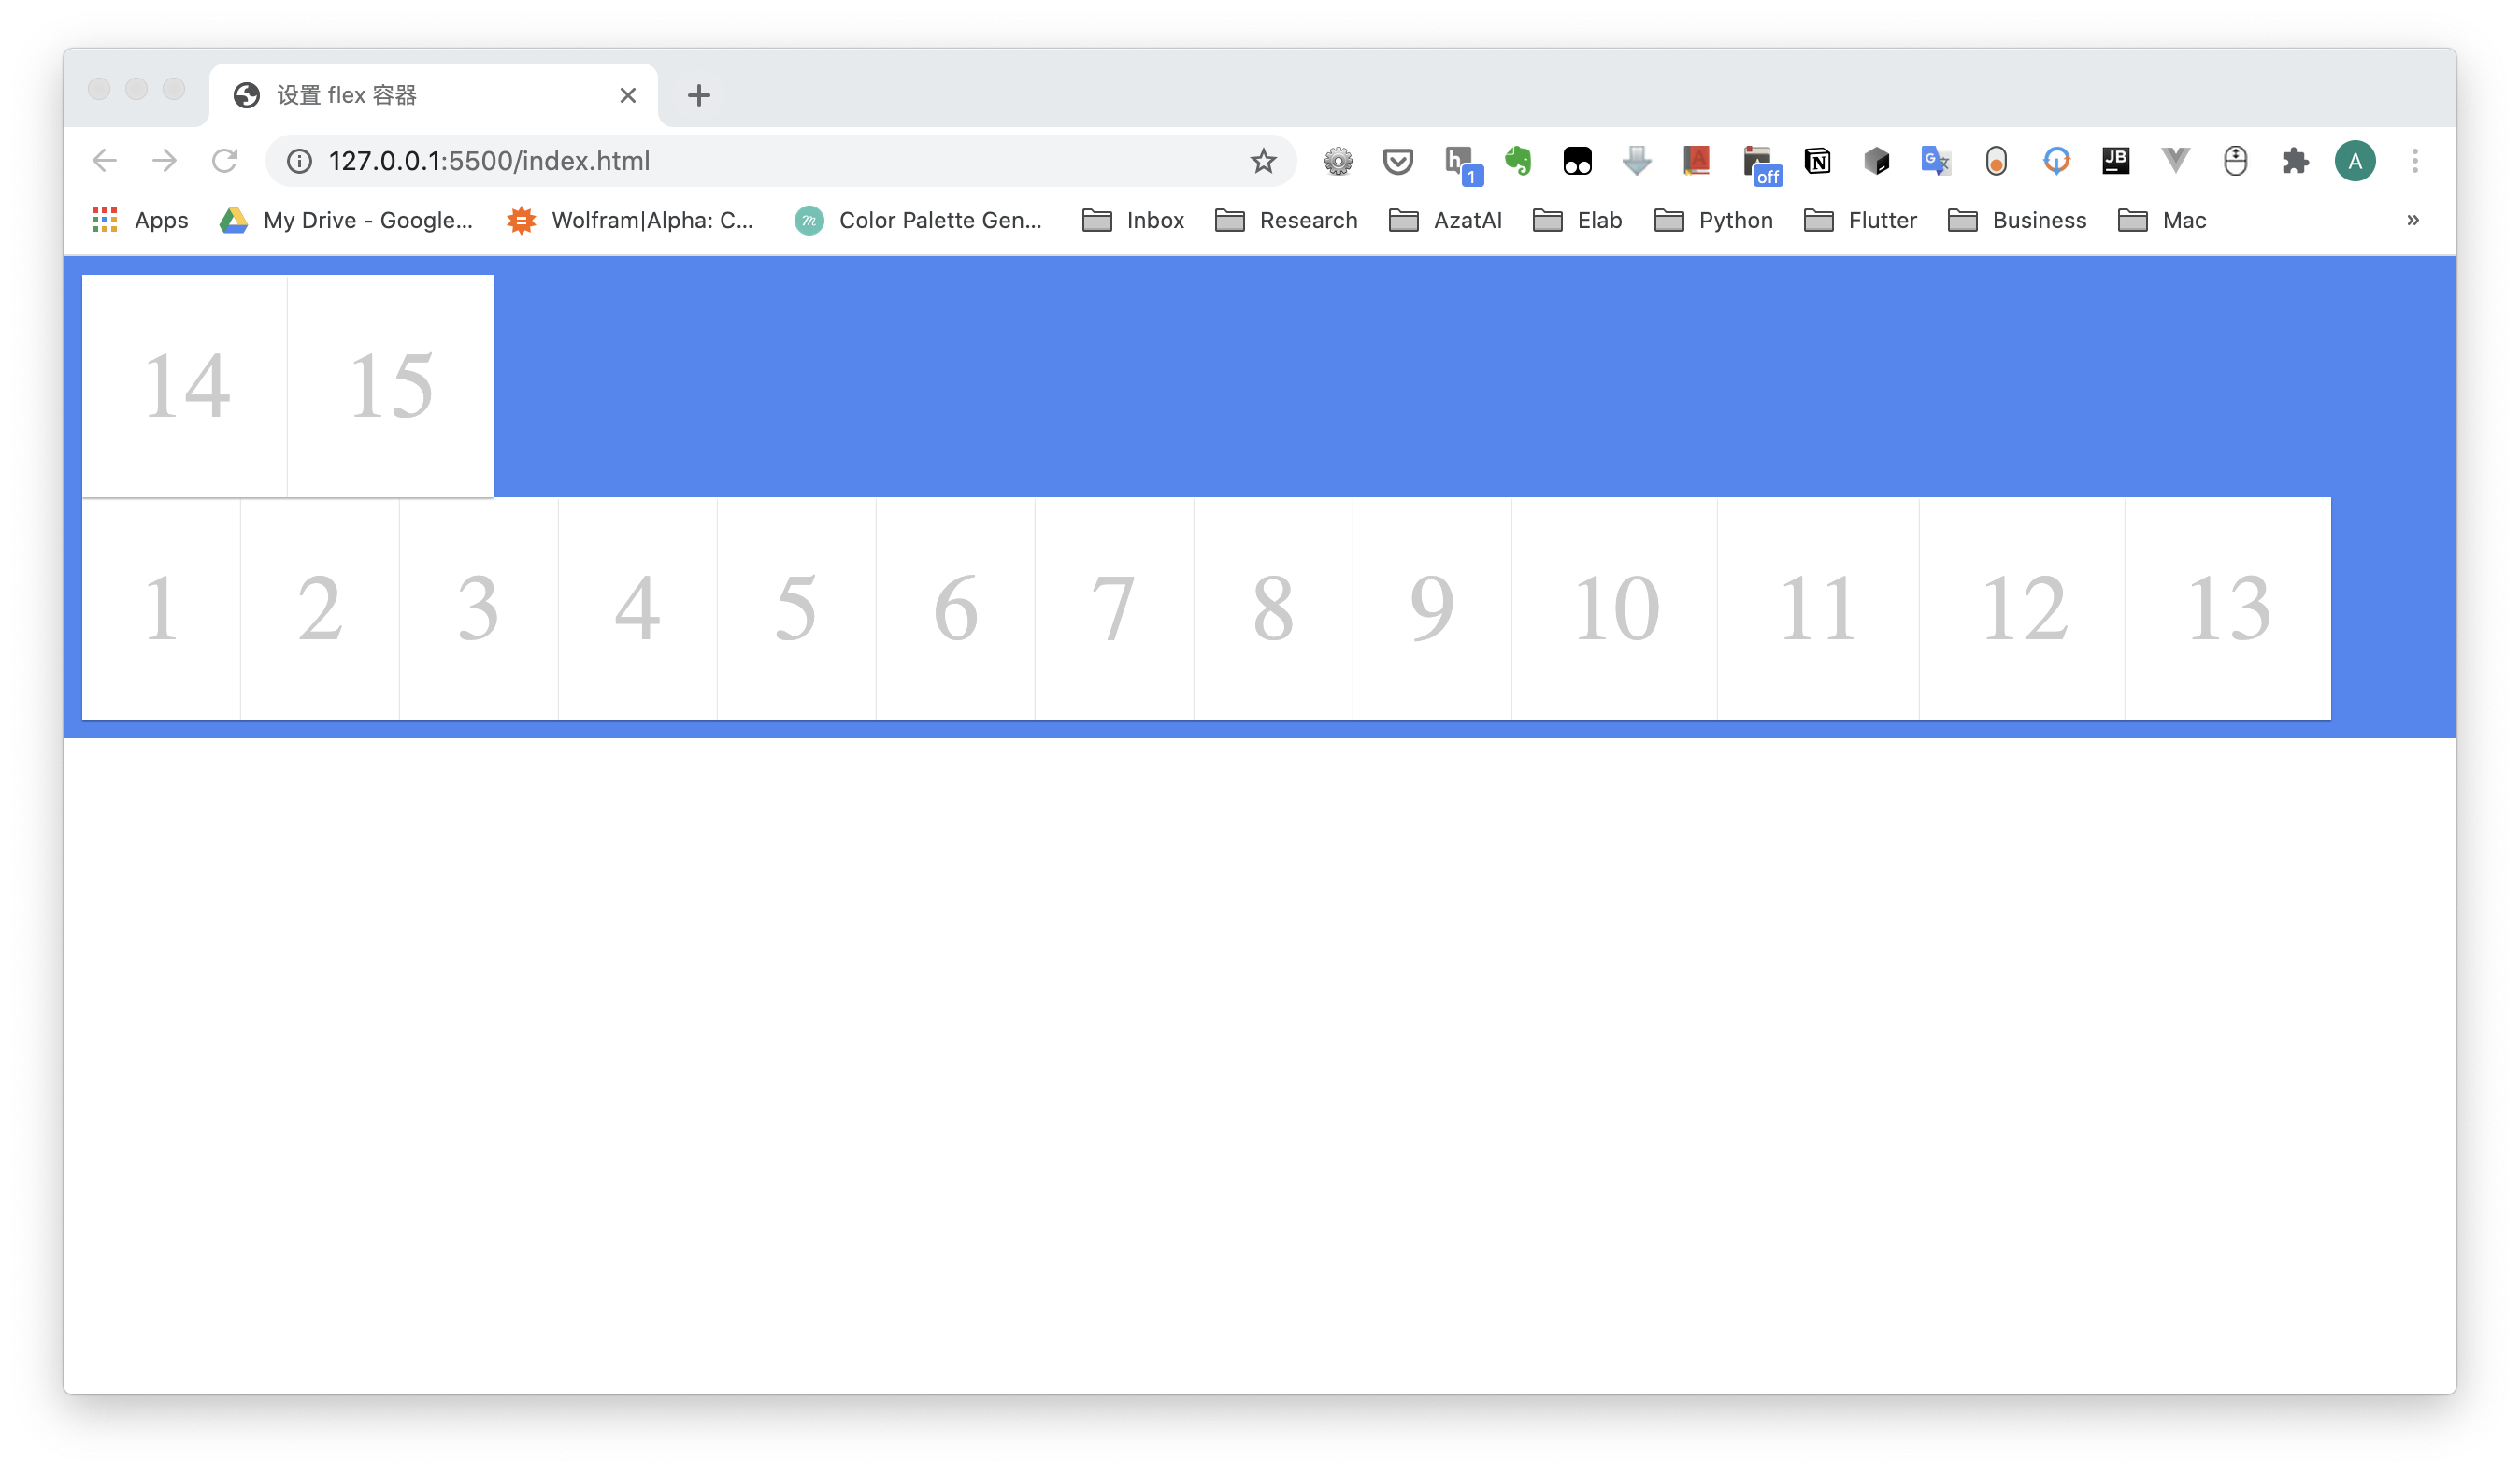 设置 flex 容器
127.0.0.1:5500/index.html
1
off
N
JB
A
Apps
My Drive - Google...
Wolfram|Alpha: C...
Color Palette Gen...
Inbox
Research
AzatAI
Elab
Python
Flutter
Business
Mac
»
14 15
1 2 3 4 5 6 7 8 9 10 11 12 13